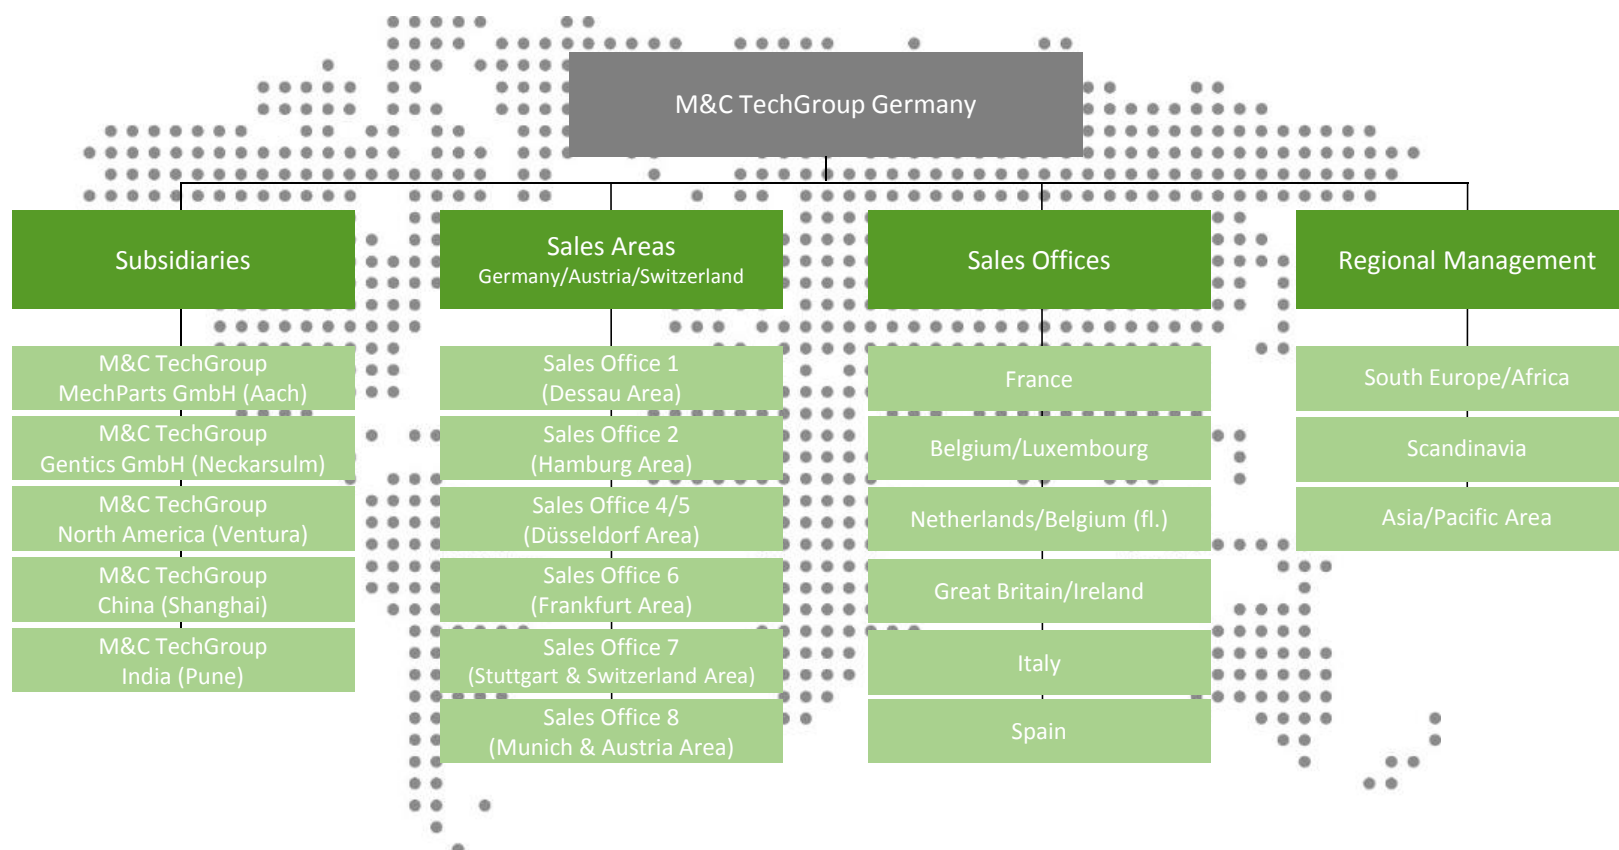 M&C TechGroup Germany
Subsidiaries
M&C TechGroup
MechParts GmbH (Aach)
M&C TechGroup
Gentics GmbH (Neckarsulm)
M&C TechGroup
North America (Ventura)
M&C TechGroup
China (Shanghai)
M&C TechGroup
India (Pune)
Sales Areas
Germany/Austria/Switzerland
Sales Office 1
(Dessau Area)
Sales Office 2
(Hamburg Area)
Sales Office 4/5
(Düsseldorf Area)
Sales Office 6
(Frankfurt Area)
Sales Office 7
(Stuttgart & Switzerland Area)
Sales Office 8
(Munich & Austria Area)
Sales Offices
France
Belgium/Luxembourg
Netherlands/Belgium (fl.)
Great Britain/Ireland
Italy
Spain
Regional Management
South Europe/Africa
Scandinavia
Asia/Pacific Area